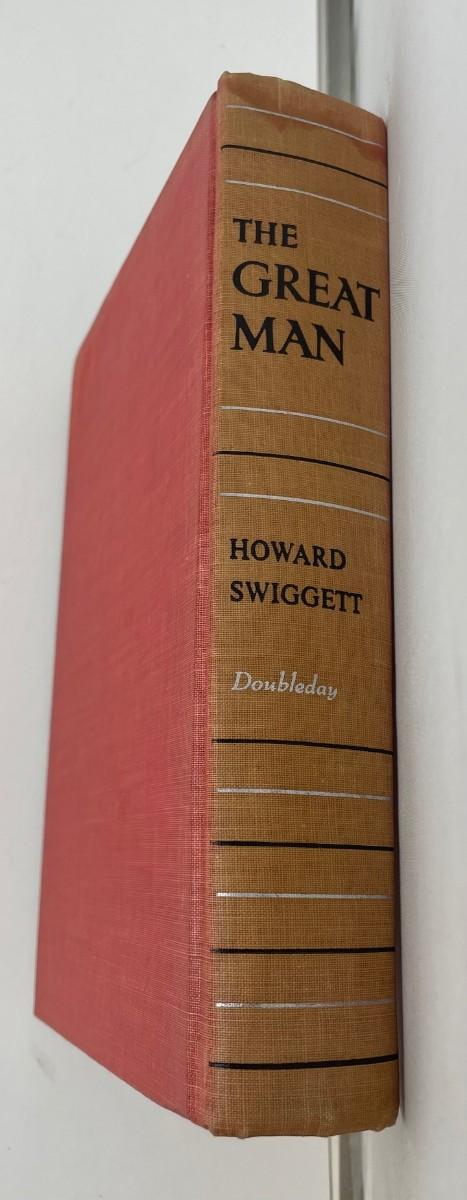 THE
GREAT
MAN
HOWARD
SWIGGETT
Doubleday